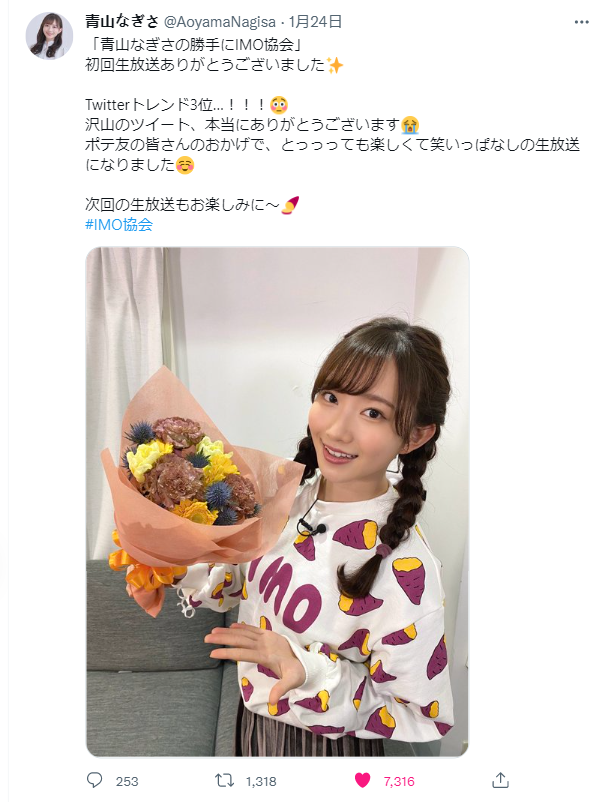 青山なぎさ @AoyamaNagisa · 1月24日
「青山なぎさの勝手にIMO協会」
初回生放送ありがとうございました✨
Twitterトレンド3位...！！！😳
沢山のツイート、本当にありがとうございます😭
ポテ友の皆さんのおかげで、とっっっても楽しくて笑いっぱなしの生放送
になりました☺️
次回の生放送もお楽しみに〜🍠
#IMO協会
IMO
253 1,318 7,316